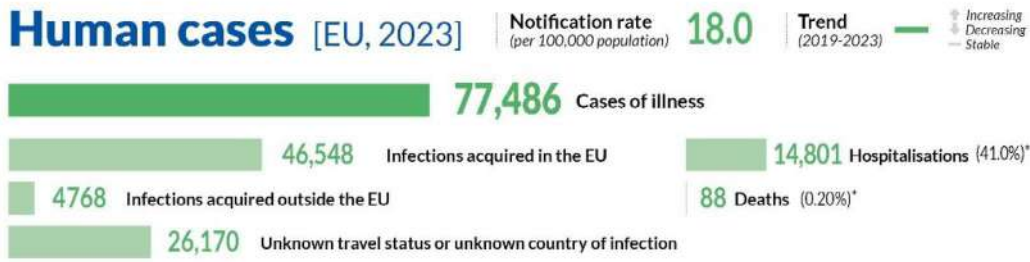 Human cases [EU, 2023]
Notification rate
(per 100,000 population)
18.0
Trend
(2019-2023)
Increasing
Decreasing
Stable
77,486 Cases of illness
46,548 Infections acquired in the EU
14,801 Hospitalisations (41.0%)*
4768 Infections acquired outside the EU
88 Deaths (0.20%)*
26,170 Unknown travel status or unknown country of infection